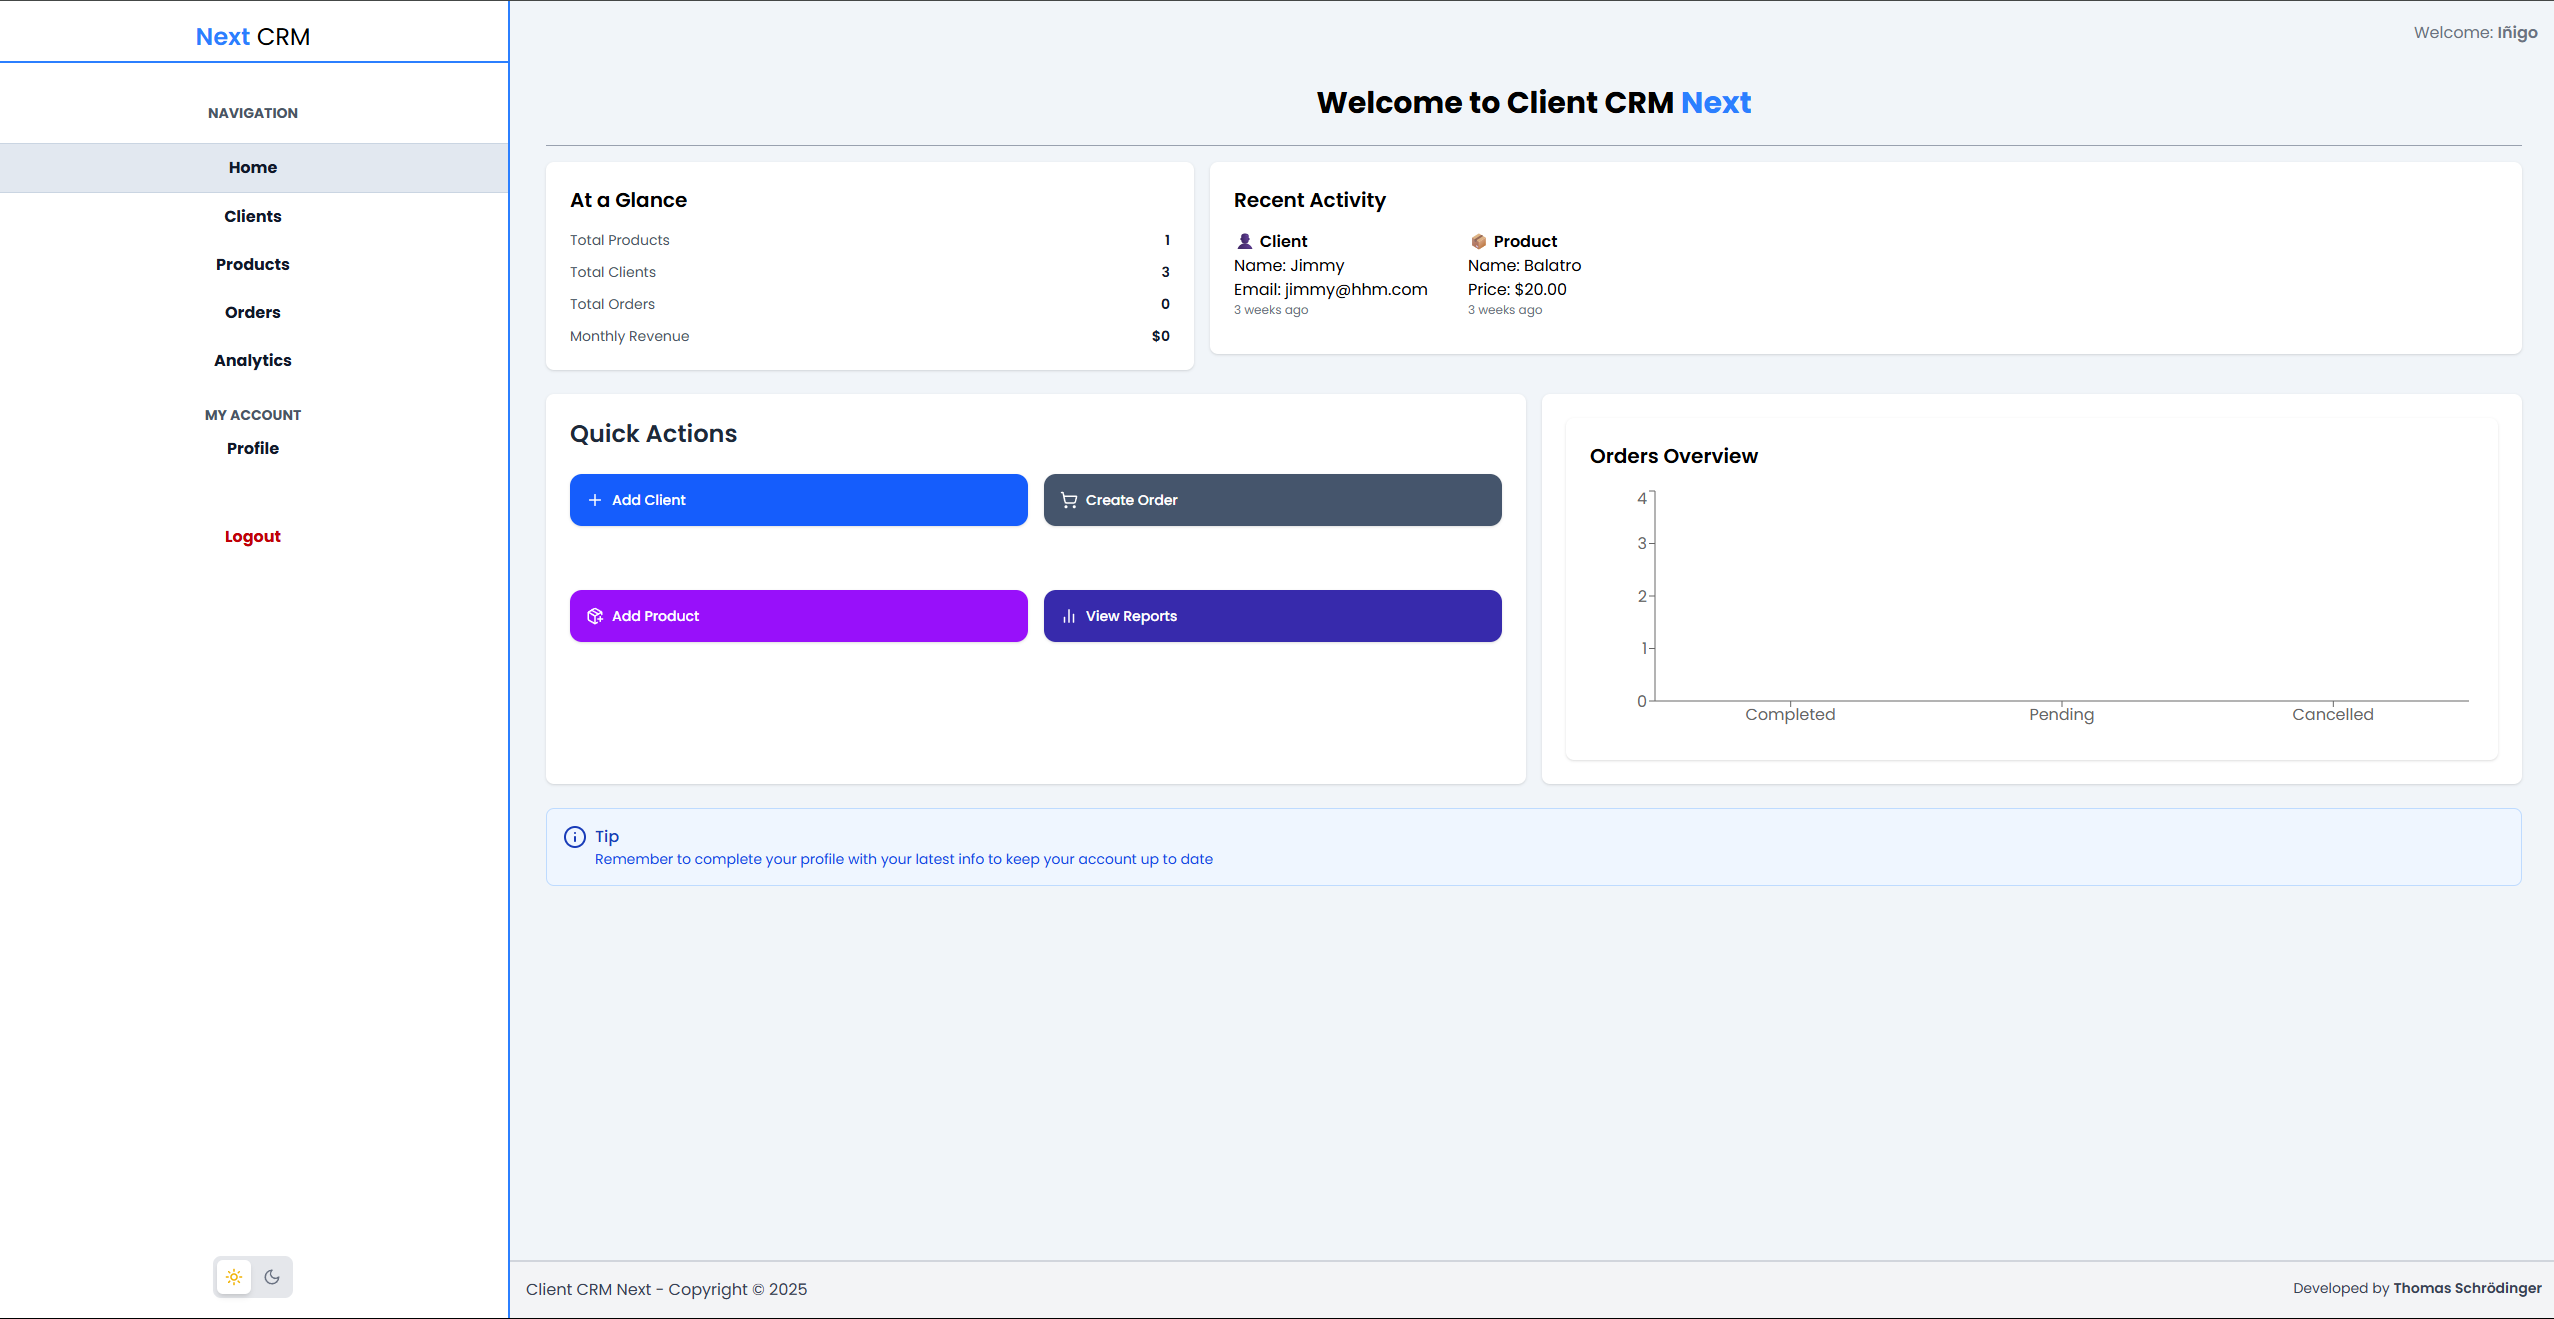 Next CRM
NAVIGATION
Home
Clients
Products
Orders
Analytics
MY ACCOUNT
Profile
Logout
Welcome: Iñigo
Welcome to Client CRM Next
At a Glance
Total Products 1
Total Clients 3
Total Orders 0
Monthly Revenue $0
Recent Activity
Client
Name: Jimmy
Email: jimmy@hhm.com
3 weeks ago
Product
Name: Balatro
Price: $20.00
3 weeks ago
Quick Actions
Add Client
Create Order
Add Product
View Reports
Orders Overview
4
3
2
1
0
Completed Pending Cancelled
Tip
Remember to complete your profile with your latest info to keep your account up to date
Client CRM Next - Copyright © 2025
Developed by Thomas Schrödinger